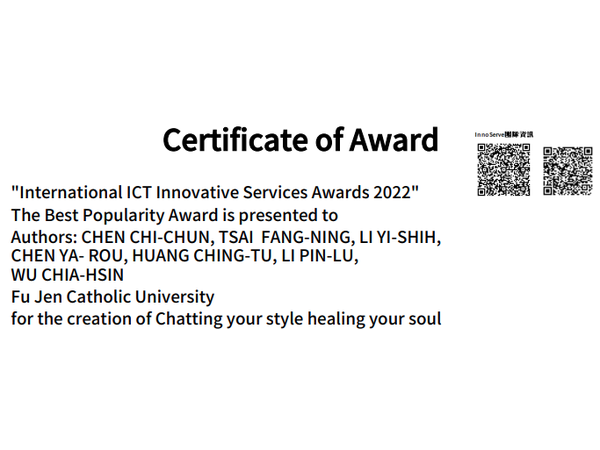 Certificate of Award
InnoServe團隊資訊
"International ICT Innovative Services Awards 2022"
The Best Popularity Award is presented to
Authors: CHEN CHI-CHUN, TSAI  FANG-NING, LI YI-SHIH,
CHEN YA- ROU, HUANG CHING-TU, LI PIN-LU,
WU CHIA-HSIN
Fu Jen Catholic University
for the creation of Chatting your style healing your soul